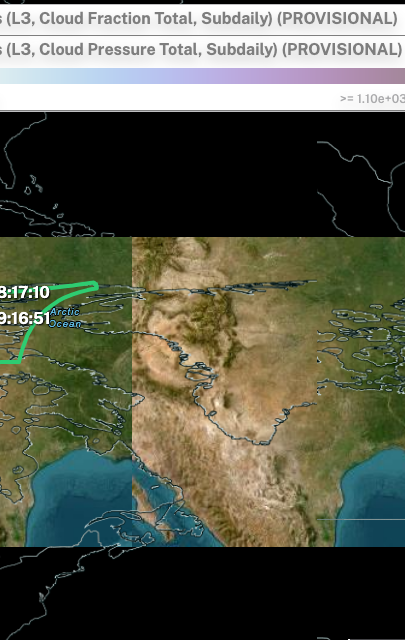 s (L3, Cloud Fraction Total, Subdaily) (PROVISIONAL)
s (L3, Cloud Pressure Total, Subdaily) (PROVISIONAL)
>= 1.10e+03
8:17:10
9:16:51
Arctic
Ocean